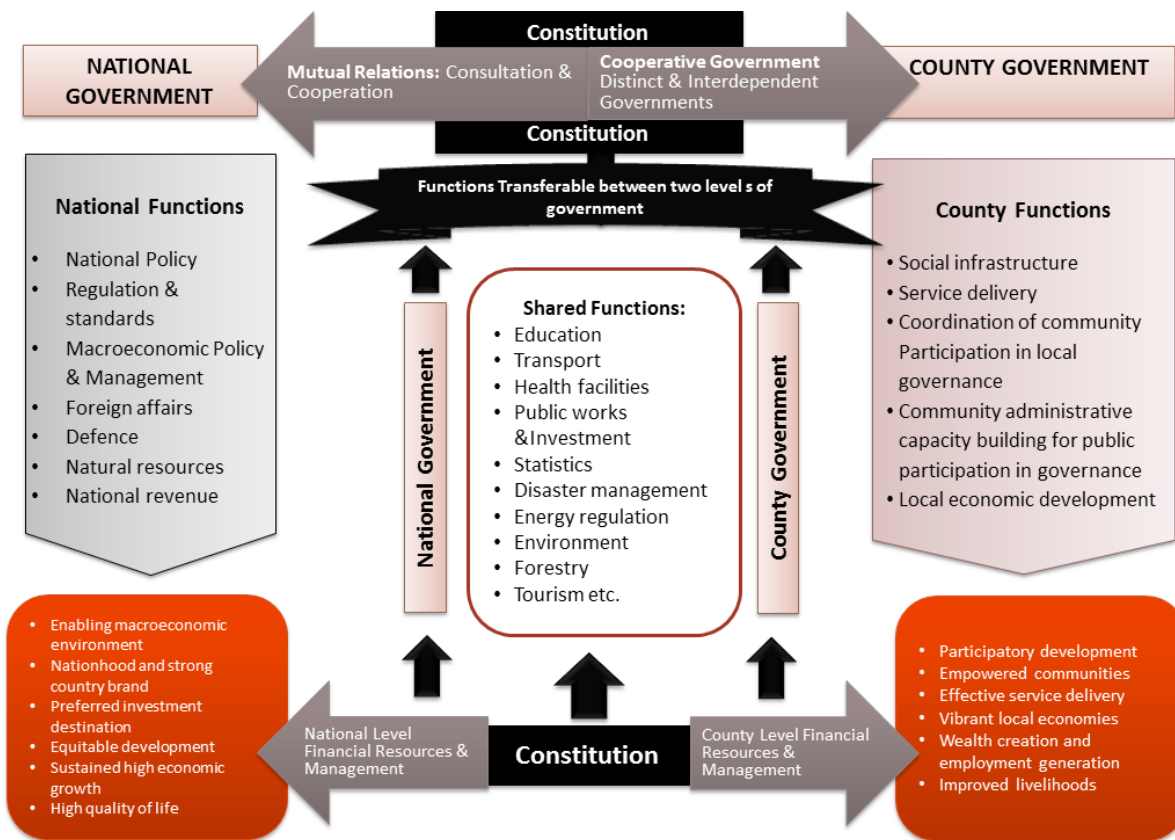 Constitution
NATIONAL
GOVERNMENT
Mutual Relations: Consultation &
Cooperation
Cooperative Government
Distinct & Interdependent
Governments
COUNTY GOVERNMENT
Constitution
Functions Transferable between two level s of
government
National Functions
• National Policy
• Regulation &
standards
• Macroeconomic Policy
& Management
• Foreign affairs
• Defence
• Natural resources
• National revenue
National Government
Shared Functions:
• Education
• Transport
• Health facilities
• Public works
&Investment
• Statistics
• Disaster management
• Energy regulation
• Environment
• Forestry
• Tourism etc.
County Government
County Functions
• Social infrastructure
• Service delivery
• Coordination of community
Participation in local
governance
• Community administrative
capacity building for public
participation in governance
• Local economic development
• Enabling macroeconomic
environment
• Nationhood and strong
country brand
• Preferred investment
destination
• Equitable development
• Sustained high economic
growth
• High quality of life
National Level
Financial Resources &
Management
Constitution
County Level Financial
Resources &
Management
• Participatory development
• Empowered communities
• Effective service delivery
• Vibrant local economies
• Wealth creation and
employment generation
• Improved livelihoods